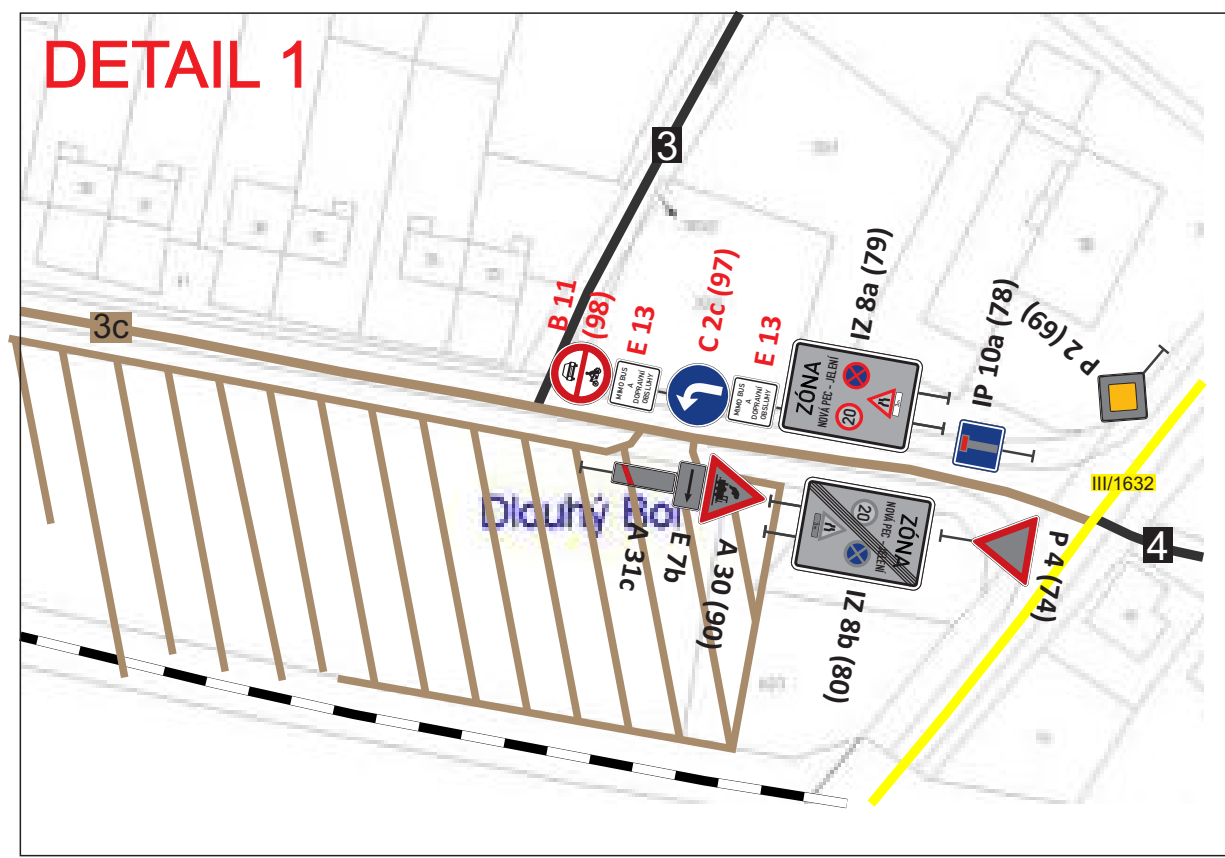 DETAIL 1
3
3c
B 11
(98)
E 13
C 2c (97)
E 13
IZ 8a (79)
IP 10a (78)
P 2 (69)
MIMO BUS
A
DOPRAVNÍ
OBSLUHY
MIMO BUS
A
DOPRAVNÍ
OBSLUHY
ZÓNA
NOVÁ PEC – JELENÍ
20
III/1632
4
Dlouhý Bor
A 31c
E 7b
A 30 (90)
ZÓNA
NOVÁ PEC – JELENÍ
20
IZ 8b (80)
P 4 (74)